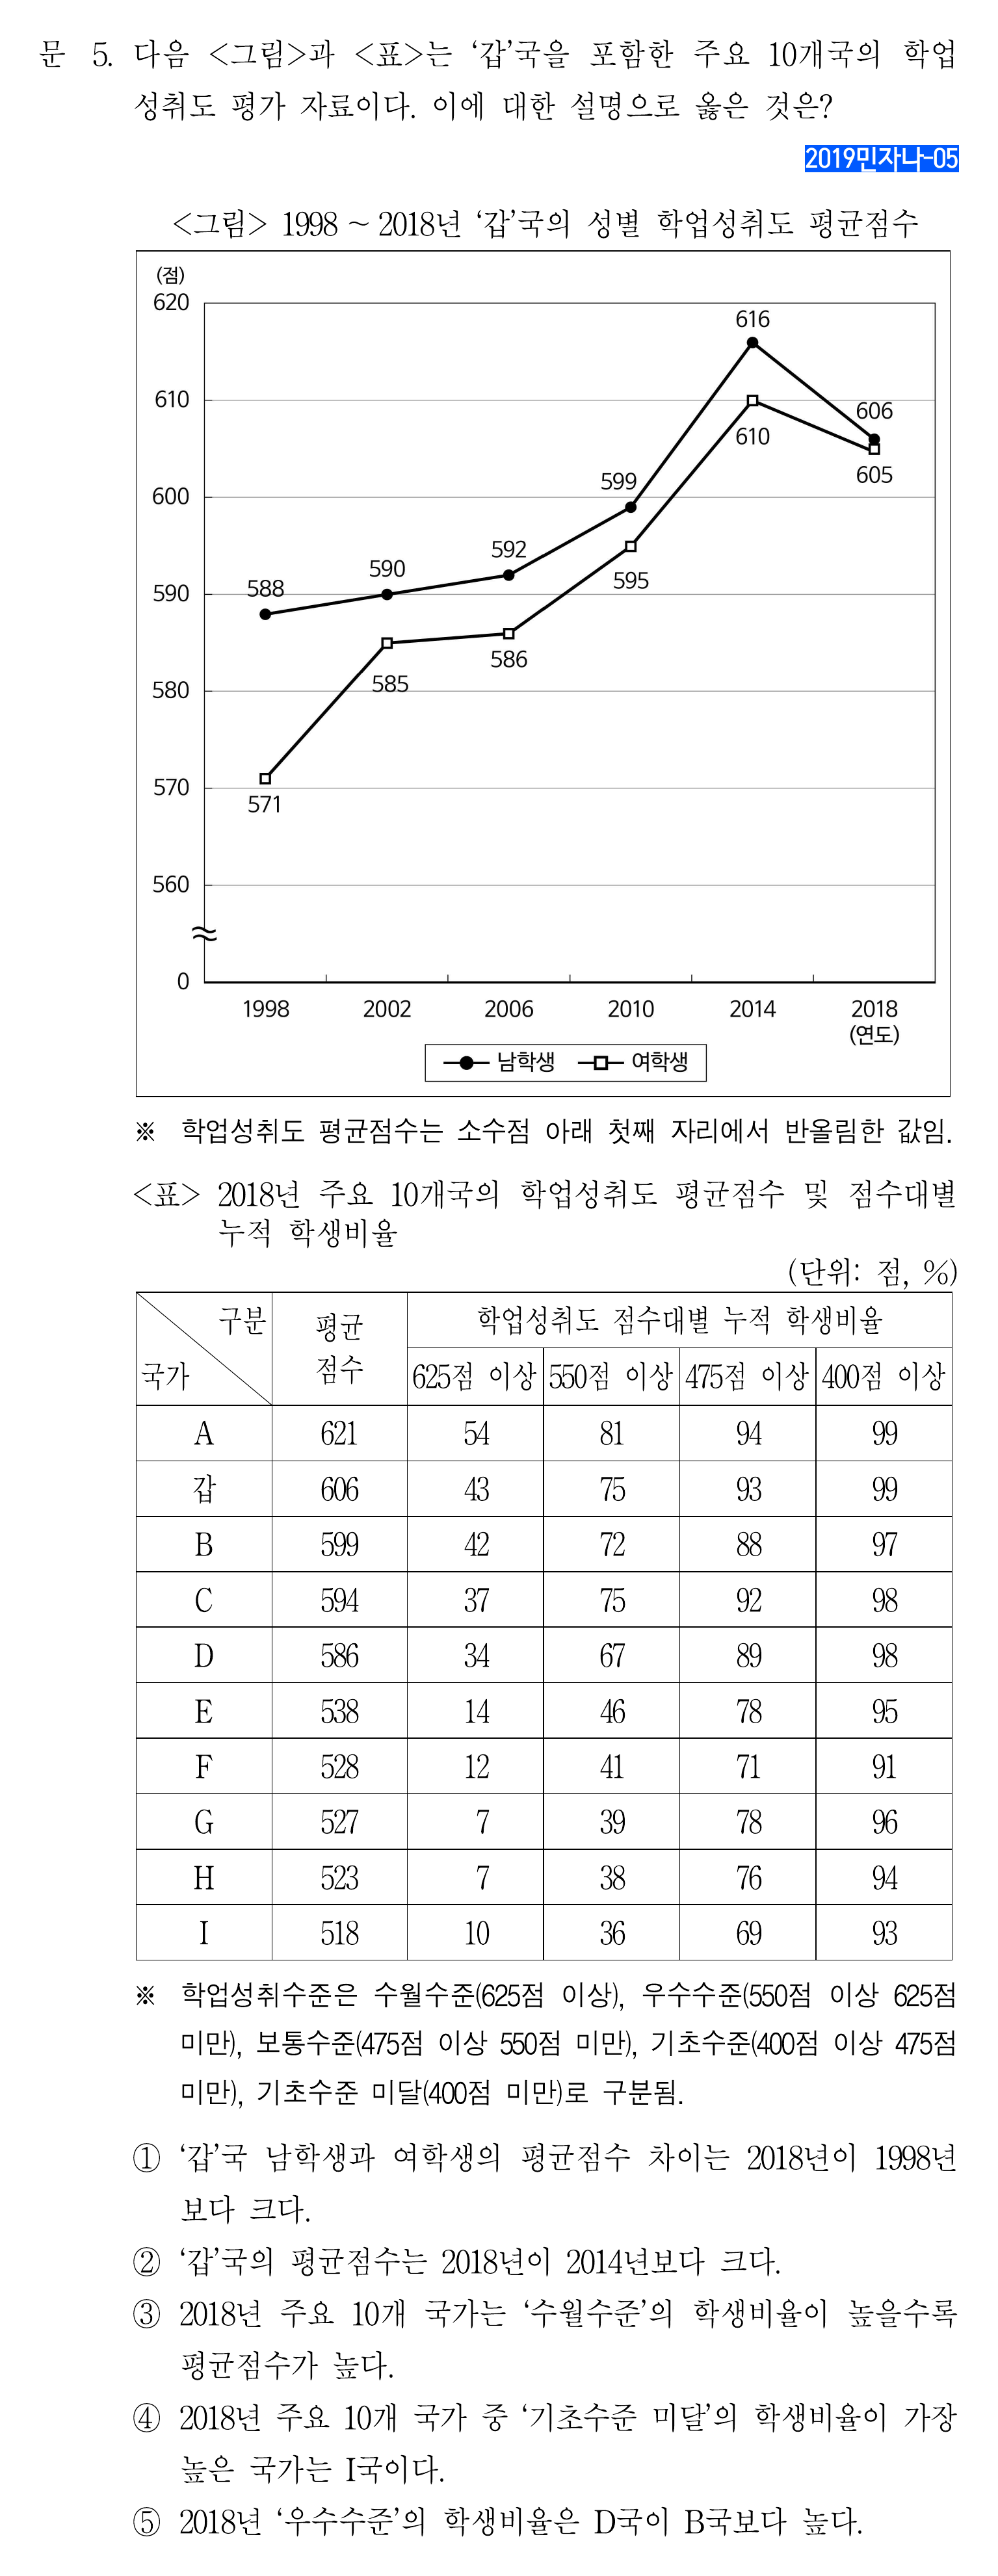 문 5. 다음 <그림>과 <표>는 ‘갑’국을 포함한 주요 10개국의 학업
성취도 평가 자료이다. 이에 대한 설명으로 옳은 것은?
2019민자나-05
<그림> 1998 ~ 2018년 ‘갑’국의 성별 학업성취도 평균점수
(점)
620
616
610
606
610
605
600
599
595
592
590
590
588
586
585
580
571
570
560
0
1998 2002 2006 2010 2014 2018
(연도)
남학생 여학생
※ 학업성취도 평균점수는 소수점 아래 첫째 자리에서 반올림한 값임.
<표> 2018년 주요 10개국의 학업성취도 평균점수 및 점수대별
누적 학생비율
(단위: 점, %)
구분 평균 학업성취도 점수대별 누적 학생비율
국가 점수 625점 이상 550점 이상 475점 이상 400점 이상
A 621 54 81 94 99
갑 606 43 75 93 99
B 599 42 72 88 97
C 594 37 75 92 98
D 586 34 67 89 98
E 538 14 46 78 95
F 528 12 41 71 91
G 527 7 39 78 96
H 523 7 38 76 94
I 518 10 36 69 93
※ 학업성취수준은 수월수준(625점 이상), 우수수준(550점 이상 625점
미만), 보통수준(475점 이상 550점 미만), 기초수준(400점 이상 475점
미만), 기초수준 미달(400점 미만)로 구분됨.
① ‘갑’국 남학생과 여학생의 평균점수 차이는 2018년이 1998년
보다 크다.
② ‘갑’국의 평균점수는 2018년이 2014년보다 크다.
③ 2018년 주요 10개 국가는 ‘수월수준’의 학생비율이 높을수록
평균점수가 높다.
④ 2018년 주요 10개 국가 중 ‘기초수준 미달’의 학생비율이 가장
높은 국가는 I국이다.
⑤ 2018년 ‘우수수준’의 학생비율은 D국이 B국보다 높다.